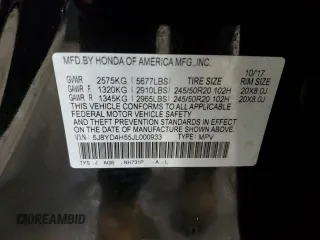 MFD.BY HONDA OF AMERICA MFG.,INC.
10/17
GVWR 2575KG 5677LBS TIRE SIZE RIM SIZE
GAWR F 1320KG 2910LBS 245/50R20 102H 20X8.0J
GAWR R 1345KG 2965LBS 245/50R20 102H 20X8.0J
THIS VEHICLE CONFORMS TO ALL APPLICABLE
FEDERAL MOTOR VEHICLE SAFETY AND THEFT
PREVENTION STANDARDS IN EFFECT ON THE DATE
OF MANUFACTURE SHOWN ABOVE.
V.I.N.: 5J8YD4H55JL000933 TYPE: MPV
NH731P A - L